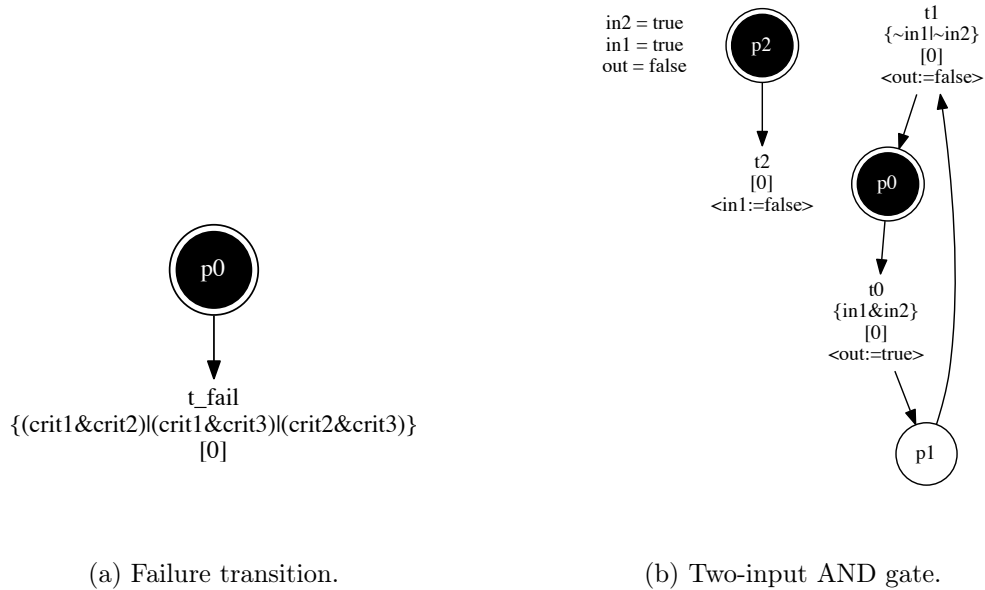 p0
t_fail
{(crit1&crit2)|(crit1&crit3)|(crit2&crit3)}
[0]
(a) Failure transition.
in2 = true
in1 = true
out = false
p2
t2
[0]
<in1:=false>
t1
{~in1|~in2}
[0]
<out:=false>
p0
t0
{in1&in2}
[0]
<out:=true>
p1
(b) Two-input AND gate.